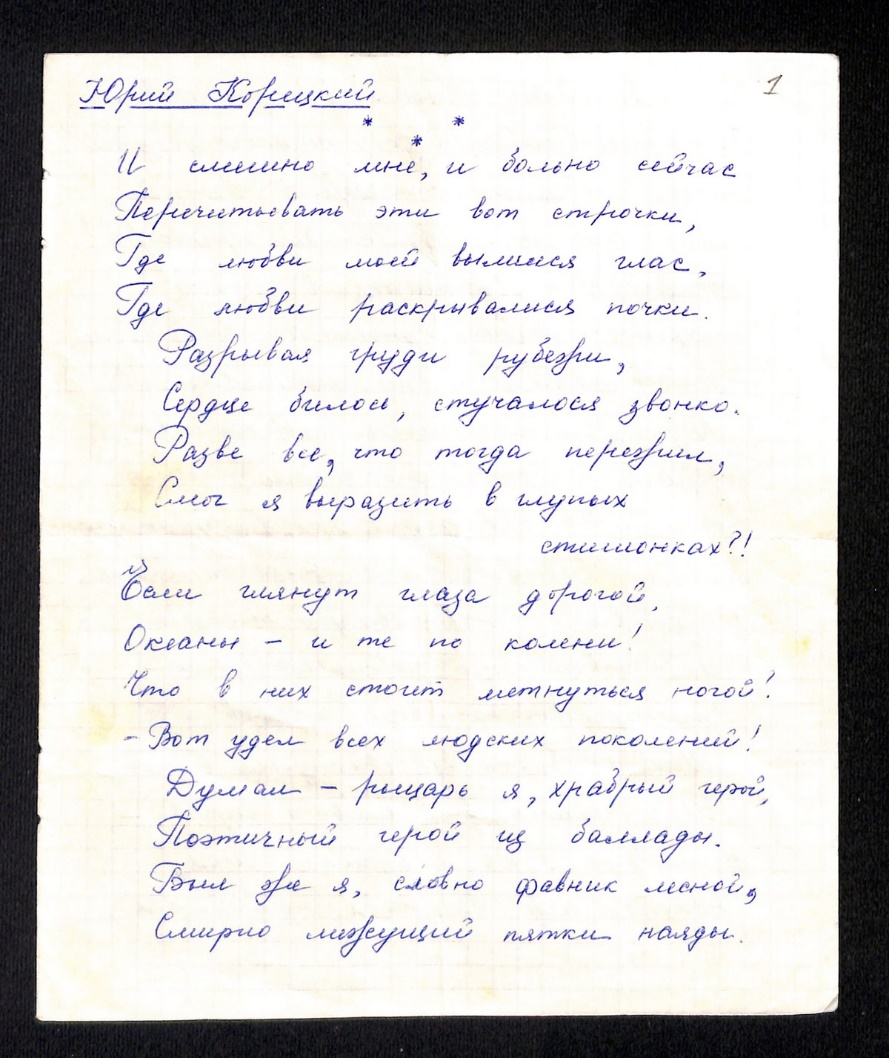 Юрий Корецкий
1
* * *
И смешно мне, и больно сейчас
Перечитывать эти вот строчки,
Где любви моей вылился глас,
Где любви раскрывалися почки.
Разрывая груди рубежи,
Сердце билось, стучалося звонко.
Разве все, что тогда пережил,
Смог я выразить в глупых
стишонках?!
Если глянут глаза дорогой,
Океаны – и те по колени!
Что в них стоит метнуться ногой!
– Вот удел всех людских поколений!
Думал – рыцарь я, храбрый герой,
Поэтичный герой из баллады.
Был же я, словно фавник лесной,
Смирно лижущий пятки наяды.